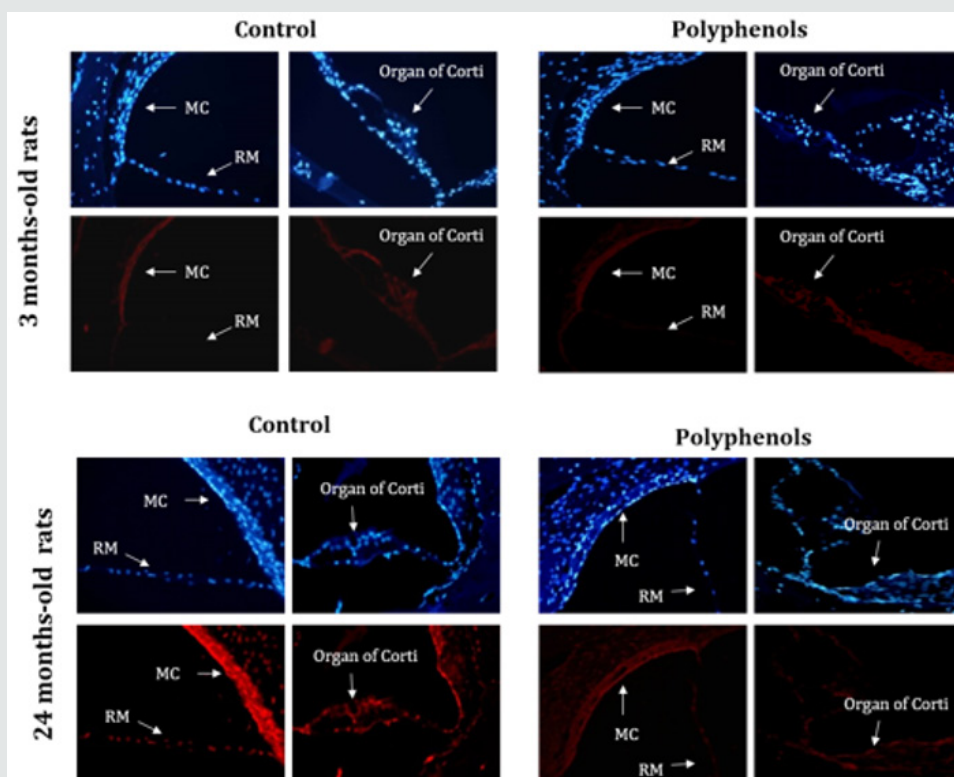 Control
Polyphenols
3 months-old rats
MC
RM
Organ of Corti
MC
RM
Organ of Corti
MC
RM
Organ of Corti
MC
RM
Organ of Corti
Control
Polyphenols
24 months-old rats
MC
RM
Organ of Corti
MC
RM
Organ of Corti
MC
RM
Organ of Corti
MC
RM
Organ of Corti